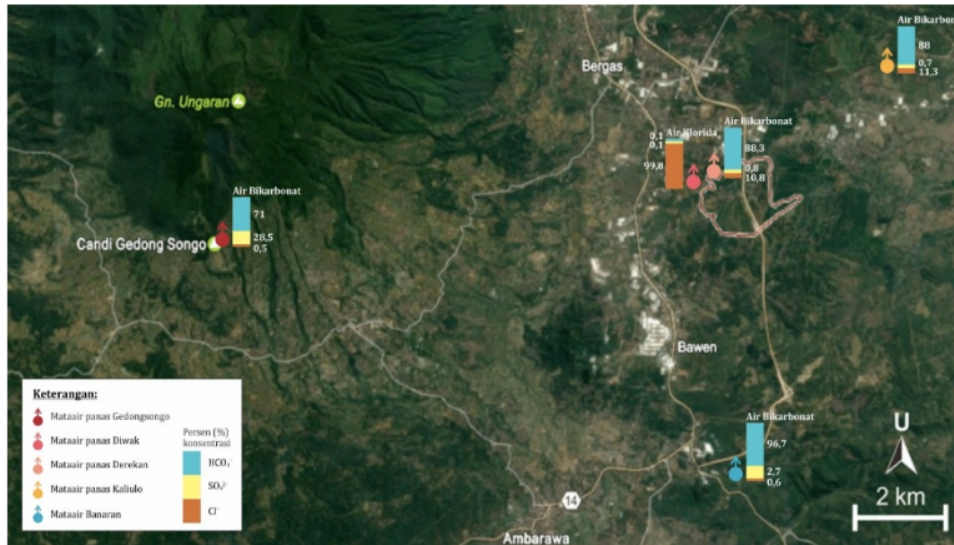 Air Bikarbonat
88
0,7
11,3
Bergas
Gn. Ungaran
Air Bikarbonat
Air Klorida
0,1
0,1
99,8
88,3
0,8
10,8
Air Bikarbonat
71
28,5
0,5
Candi Gedong Songo
Bawen
Keterangan:
Mataair panas Gedongsongo
Mataair panas Diwak
Mataair panas Derekan
Mataair panas Kaliulo
Mataair Banaran
Persen (%)
konsentrasi
HCO₃⁻
SO₄²⁻
Cl⁻
Air Bikarbonat
96,7
2,7
0,6
14
Ambarawa
U
2 km